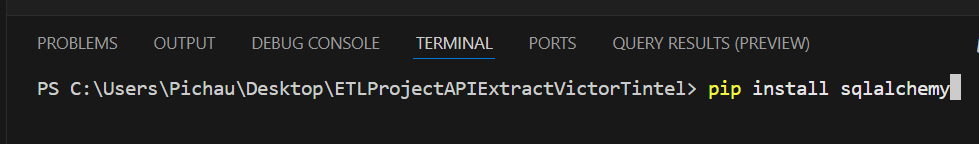 PROBLEMS OUTPUT DEBUG CONSOLE TERMINAL PORTS QUERY RESULTS (PREVIEW)
PS C:\Users\Pichau\Desktop\ETLProjectAPIExtractVictorTintel> pip install sqlalchemy